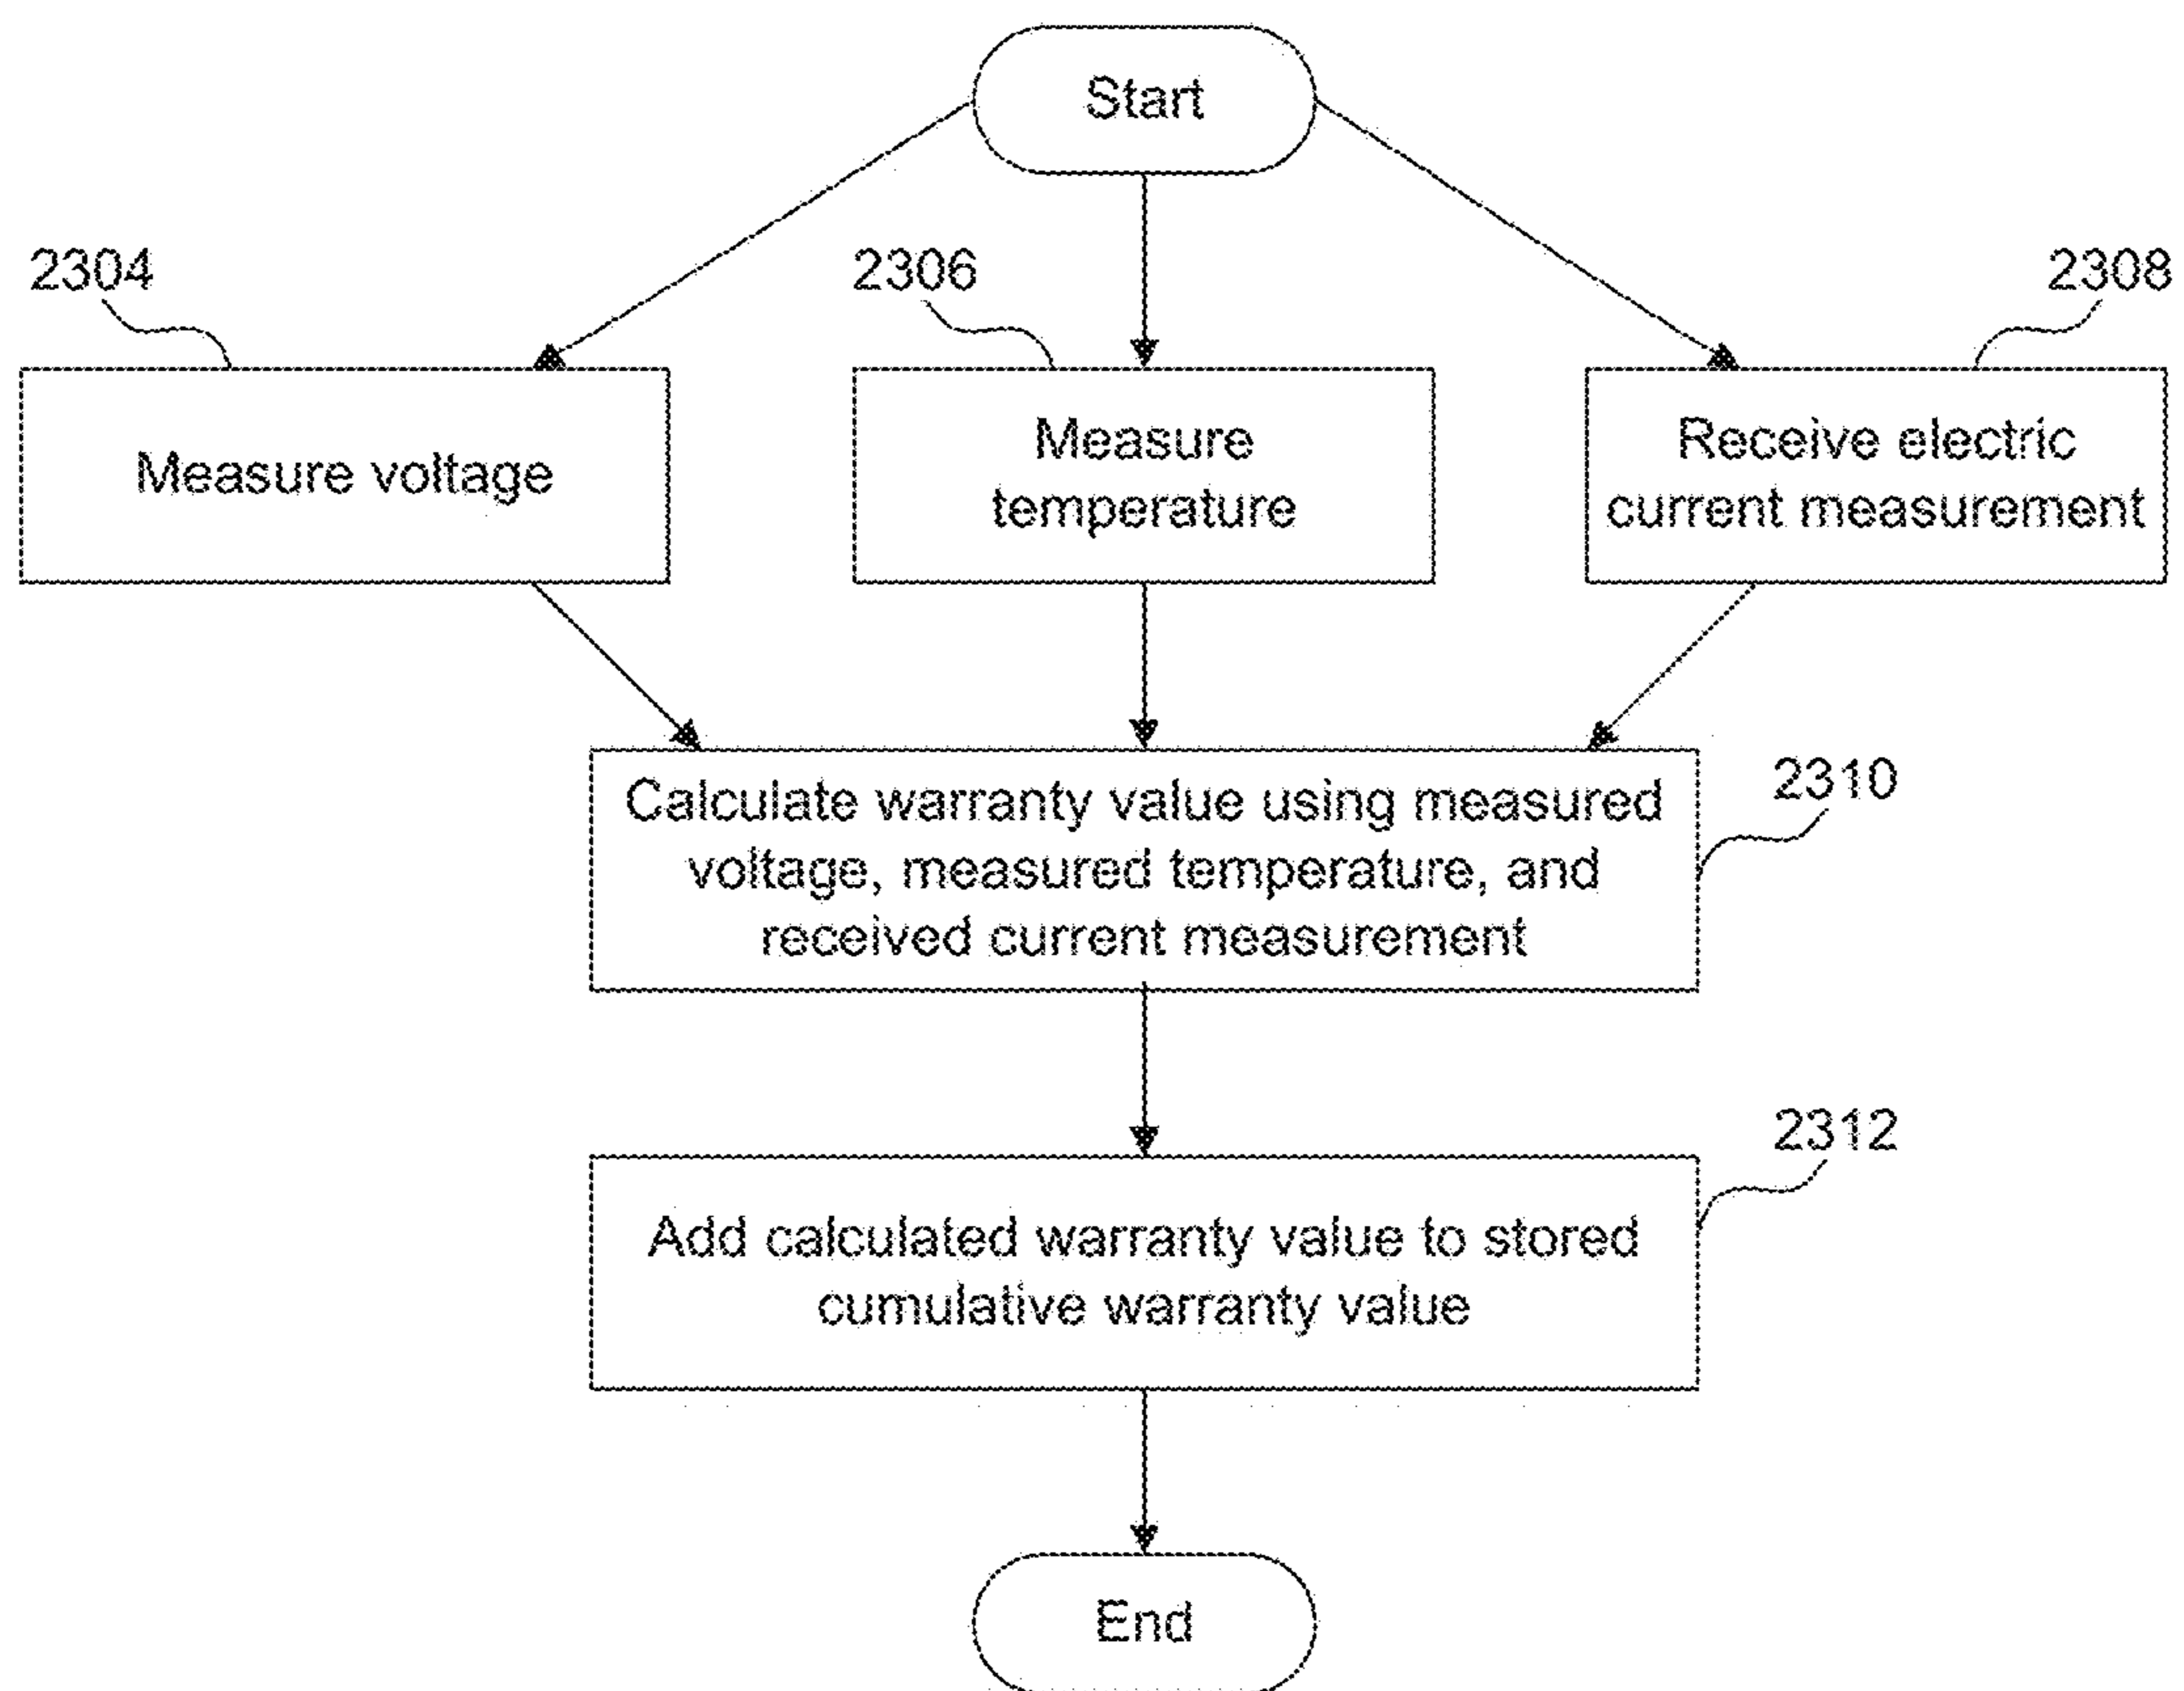 Start
2304
2306
2308
Measure voltage
Measure
temperature
Receive electric
current measurement
Calculate warranty value using measured
voltage, measured temperature, and
received current measurement
2310
Add calculated warranty value to stored
cumulative warranty value
2312
End